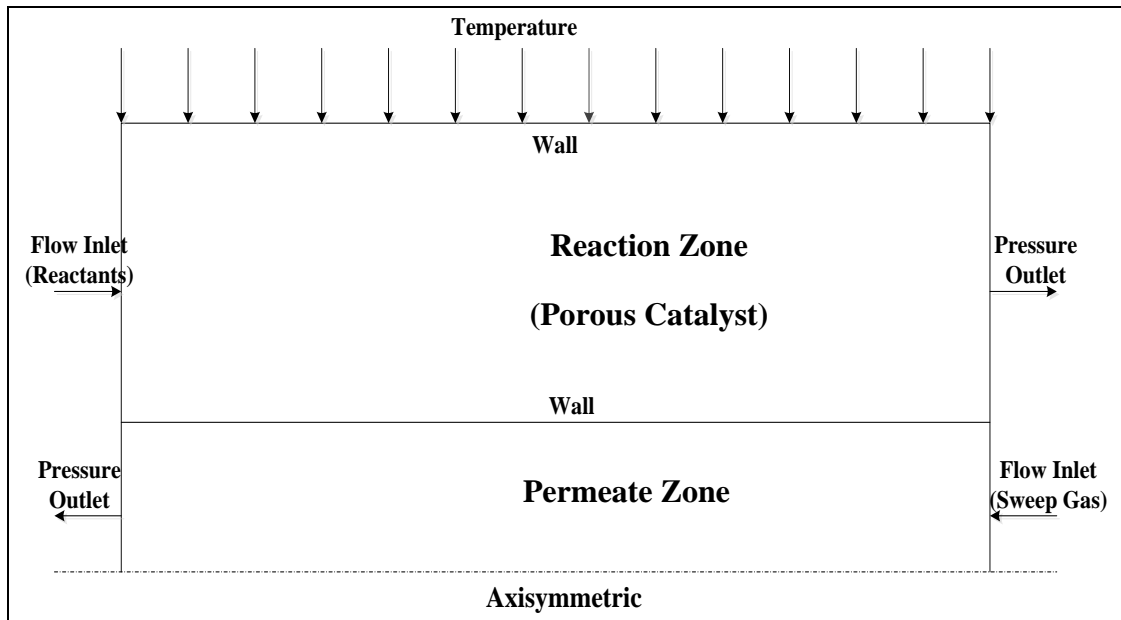 Temperature
Wall
Flow Inlet
(Reactants)
Reaction Zone
(Porous Catalyst)
Pressure
Outlet
Wall
Pressure
Outlet
Permeate Zone
Flow Inlet
(Sweep Gas)
Axisymmetric